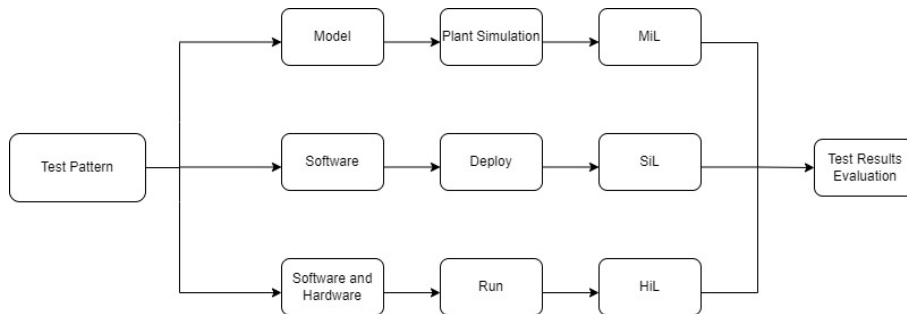 Model
Plant Simulation
MiL
Test Pattern
Software
Deploy
SiL
Test Results
Evaluation
Software and
Hardware
Run
HiL